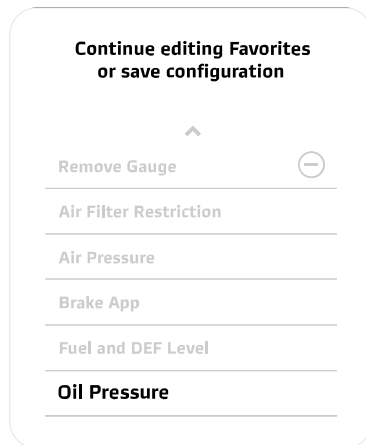 Continue editing Favorites
or save configuration
Remove Gauge
Air Filter Restriction
Air Pressure
Brake App
Fuel and DEF Level
Oil Pressure